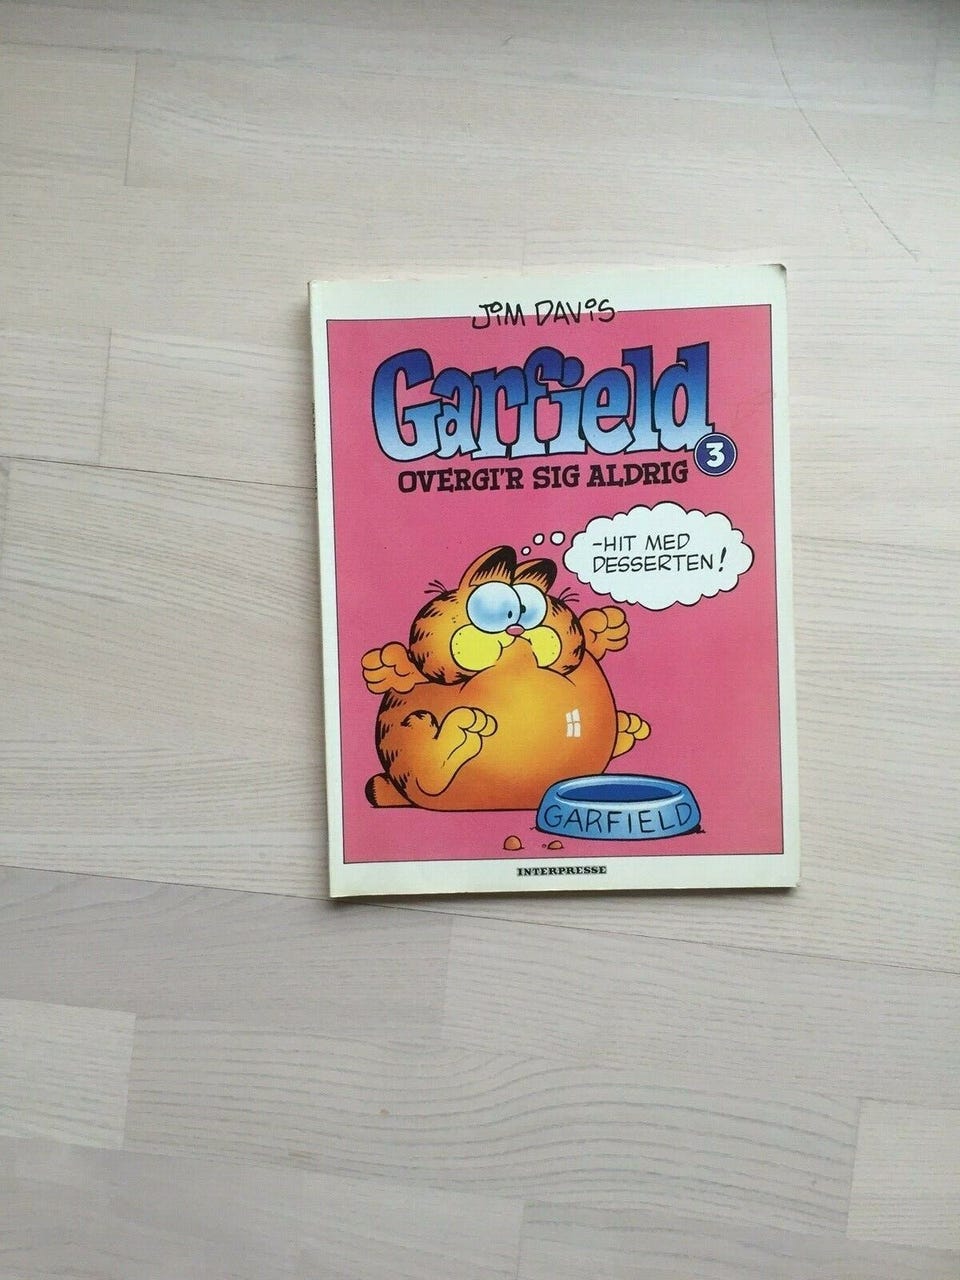 JIM DAVIS
Garfield
3
OVERGI'R SIG ALDRIG
-HIT MED
DESSERTEN!
GARFIELD
INTERPRESSE